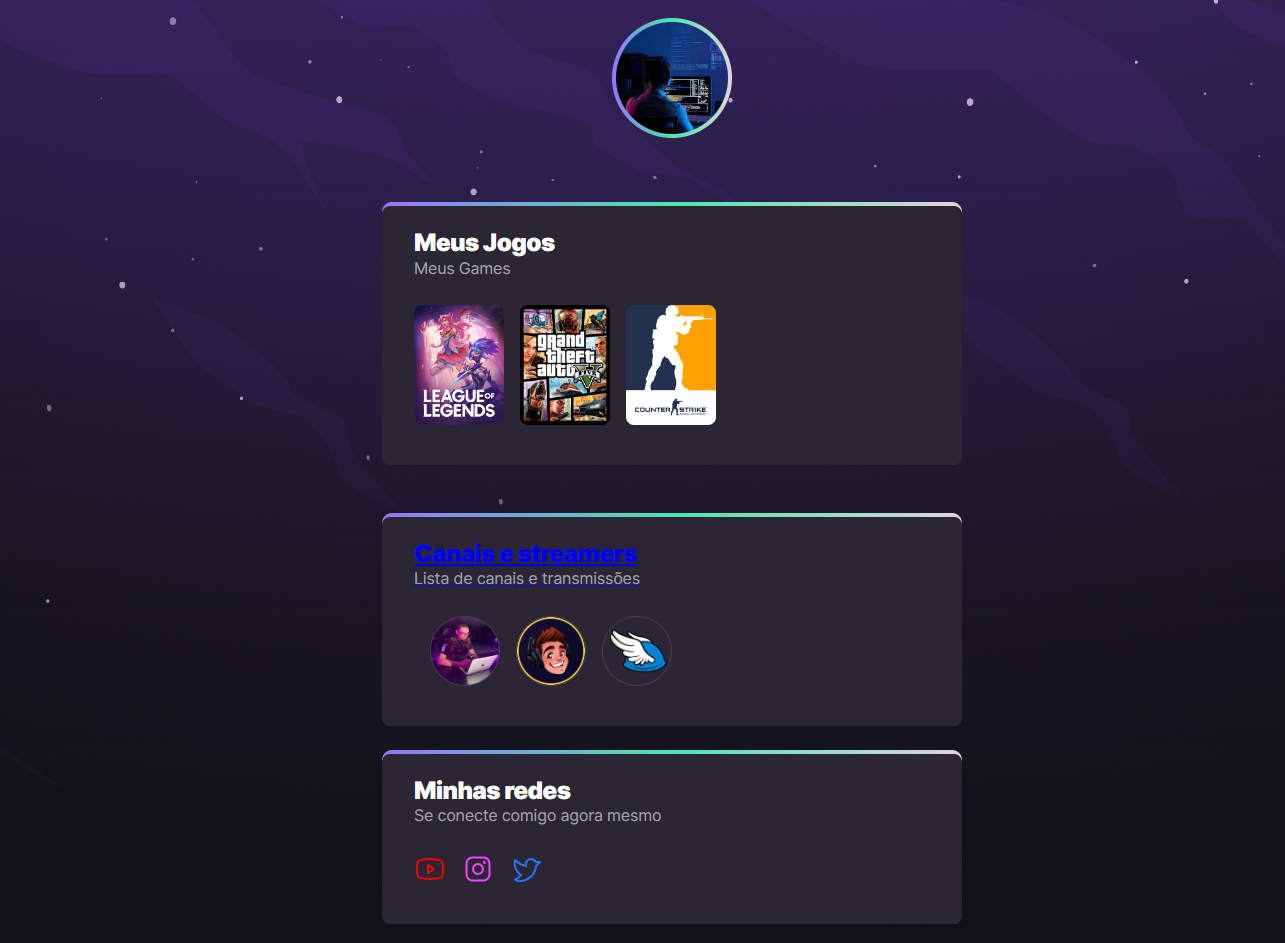 Meus Jogos
Meus Games
LEAGUE OF
LEGENDS
grand
theft
auto
V
COUNTER STRIKE
Canais e streamers
Lista de canais e transmissões
Minhas redes
Se conecte comigo agora mesmo